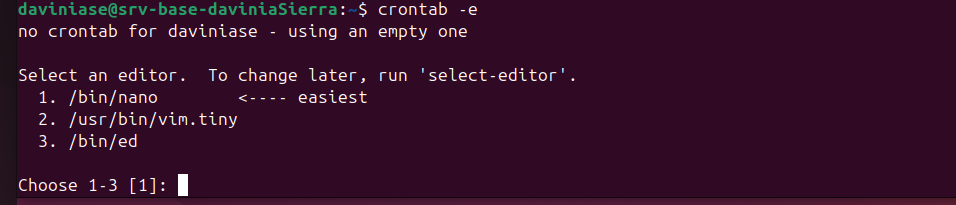 daviniase@srv-base-daviniaSierra:~$ crontab -e
no crontab for daviniase - using an empty one

Select an editor.  To change later, run 'select-editor'.
  1. /bin/nano        <---- easiest
  2. /usr/bin/vim.tiny
  3. /bin/ed

Choose 1-3 [1]: